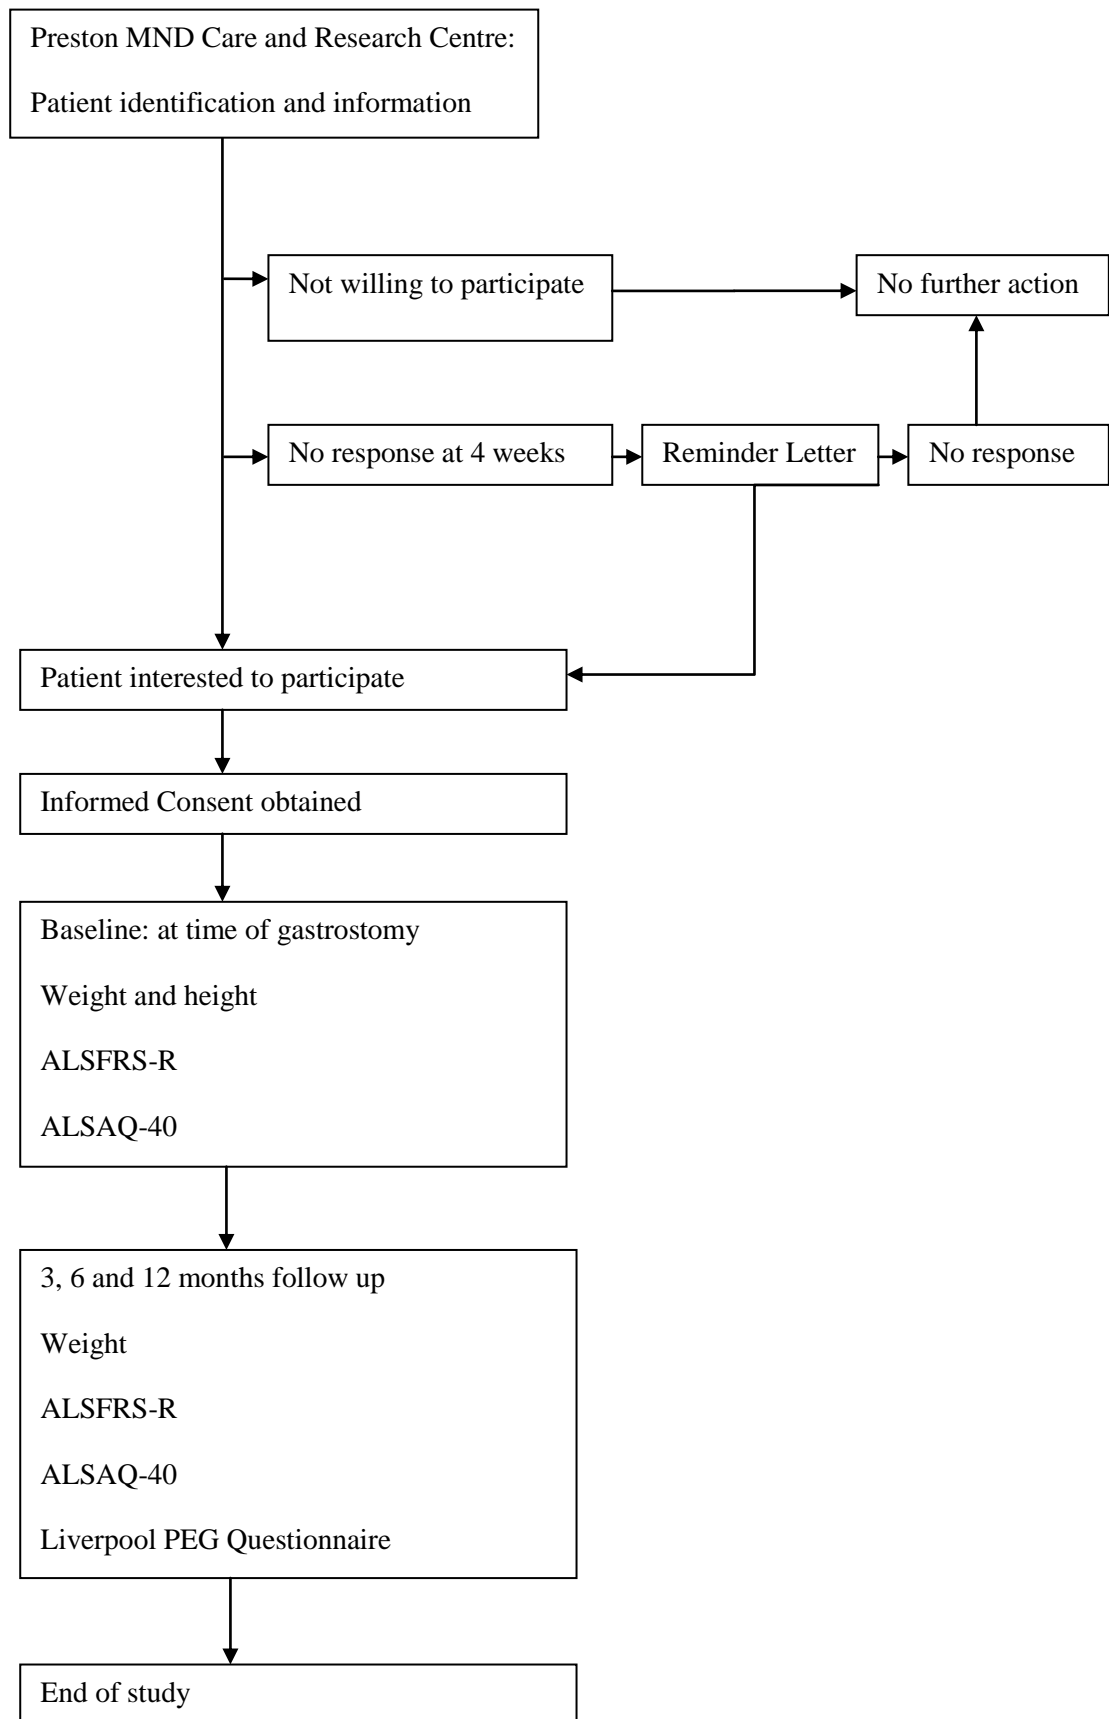 Preston MND Care and Research Centre:
Patient identification and information
Not willing to participate
No further action
No response at 4 weeks
Reminder Letter
No response
Patient interested to participate
Informed Consent obtained
Baseline: at time of gastrostomy
Weight and height
ALSFRS-R
ALSAQ-40
3, 6 and 12 months follow up
Weight
ALSFRS-R
ALSAQ-40
Liverpool PEG Questionnaire
End of study